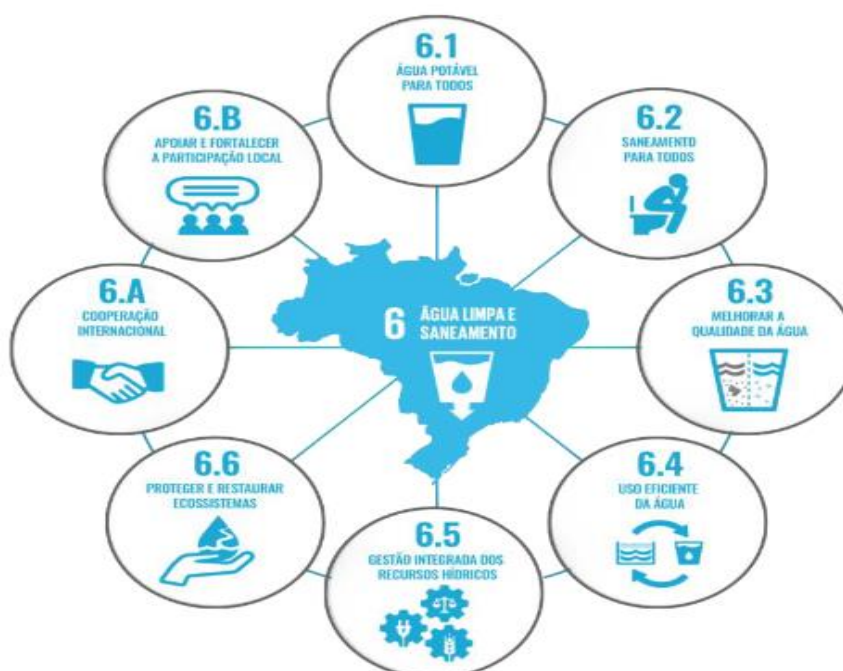 6.1
ÁGUA POTÁVEL
PARA TODOS
6.2
SANEAMENTO
PARA TODOS
6.3
MELHORAR A
QUALIDADE DA ÁGUA
6.4
USO EFICIENTE
DA ÁGUA
6.5
GESTÃO INTEGRADA DOS
RECURSOS HÍDRICOS
6.6
PROTEGER E RESTAURAR
ECOSSISTEMAS
6.A
COOPERAÇÃO
INTERNACIONAL
6.B
APOIAR E FORTALECER
A PARTICIPAÇÃO LOCAL
6 ÁGUA LIMPA E
SANEAMENTO